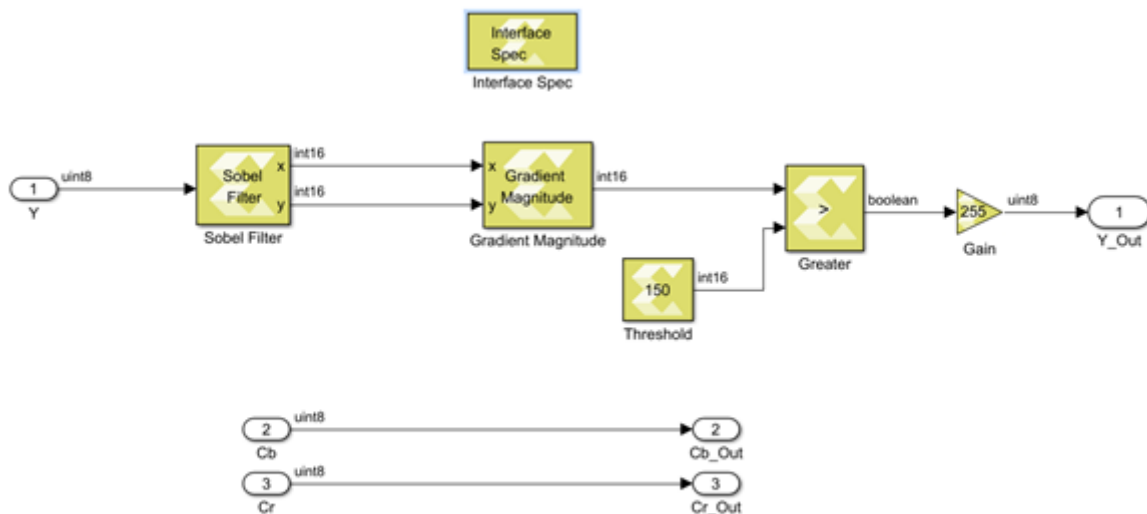 Interface
Spec
Interface Spec
1
Y
uint8
Sobel
Filter
x
y
Sobel Filter
int16
int16
x
y
Gradient
Magnitude
Gradient Magnitude
int16
150
Threshold
int16
>
Greater
boolean
255
Gain
uint8
1
Y_Out
2
Cb
uint8
2
Cb_Out
3
Cr
uint8
3
Cr_Out